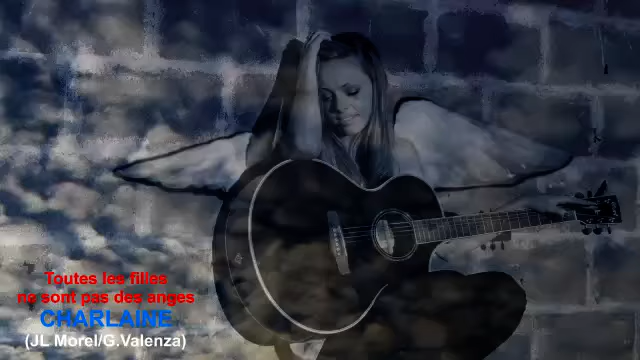 Toutes les filles
ne sont pas des anges
CHARLAINE
(JL Morel/G.Valenza)